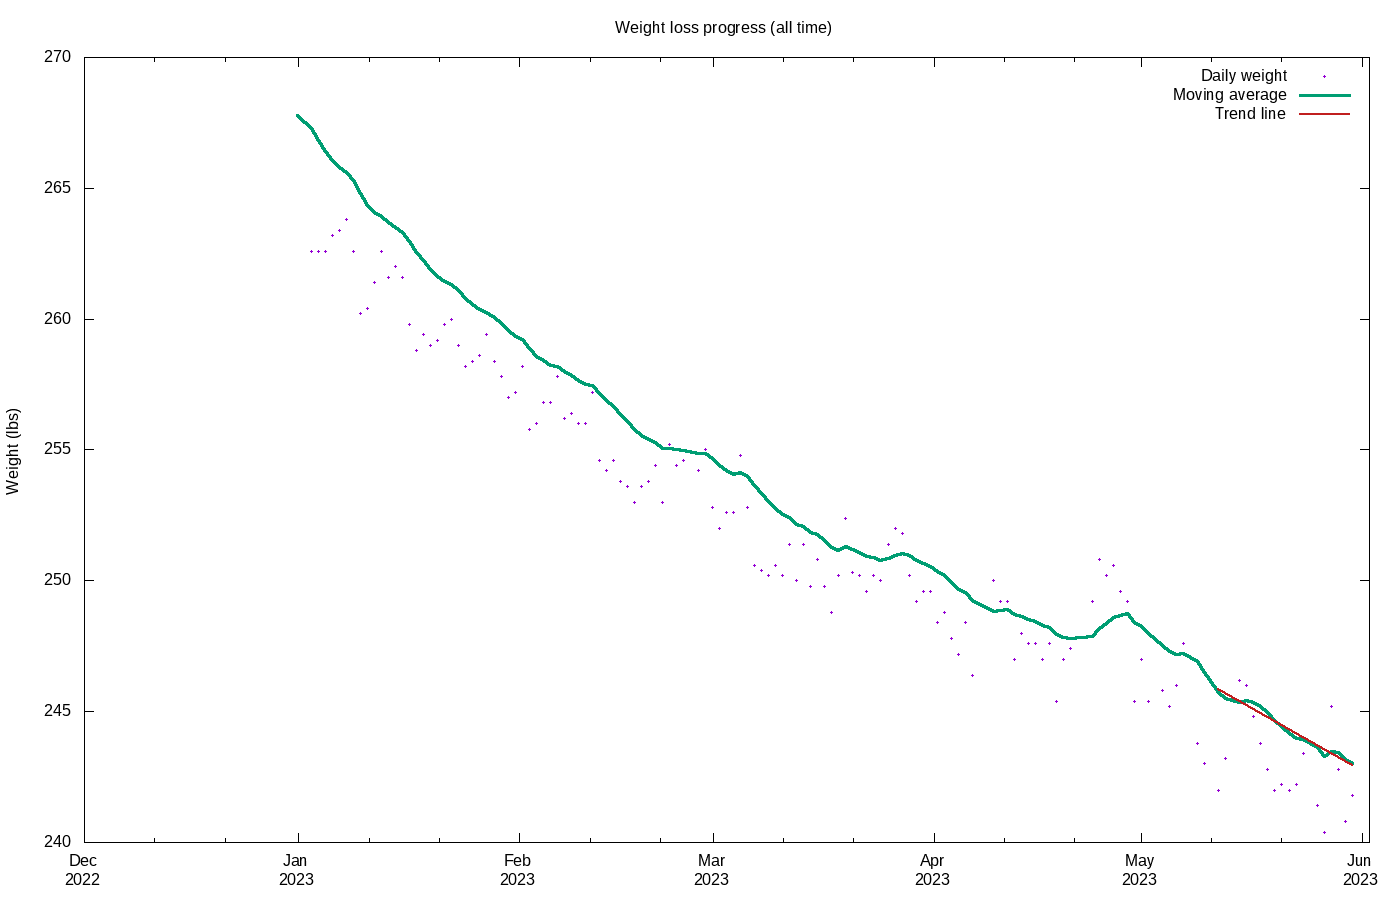 Weight loss progress (all time)
270
265
260
255
250
245
240
Weight (lbs)
Daily weight
Moving average
Trend line
Dec Jan Feb Mar Apr May Jun
2022 2023 2023 2023 2023 2023 2023